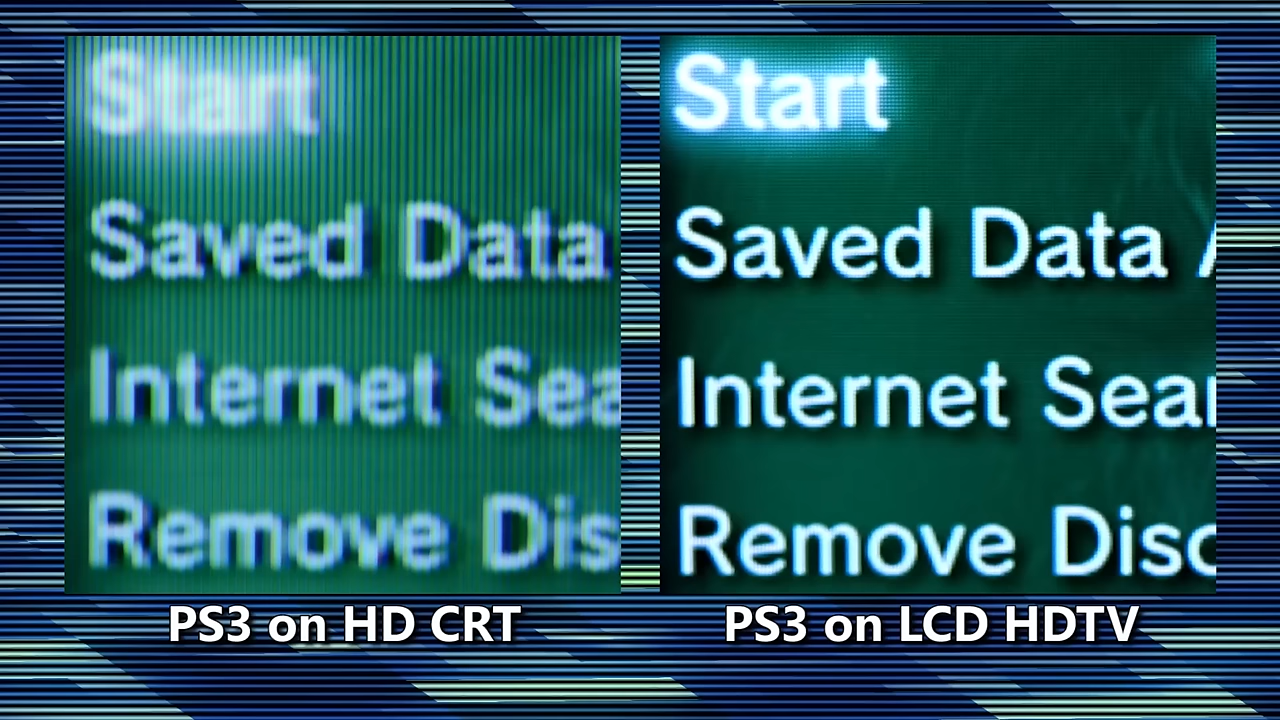 Start
Saved Data
Internet Sea
Remove Dis
PS3 on HD CRT
Start
Saved Data A
Internet Sear
Remove Disc
PS3 on LCD HDTV